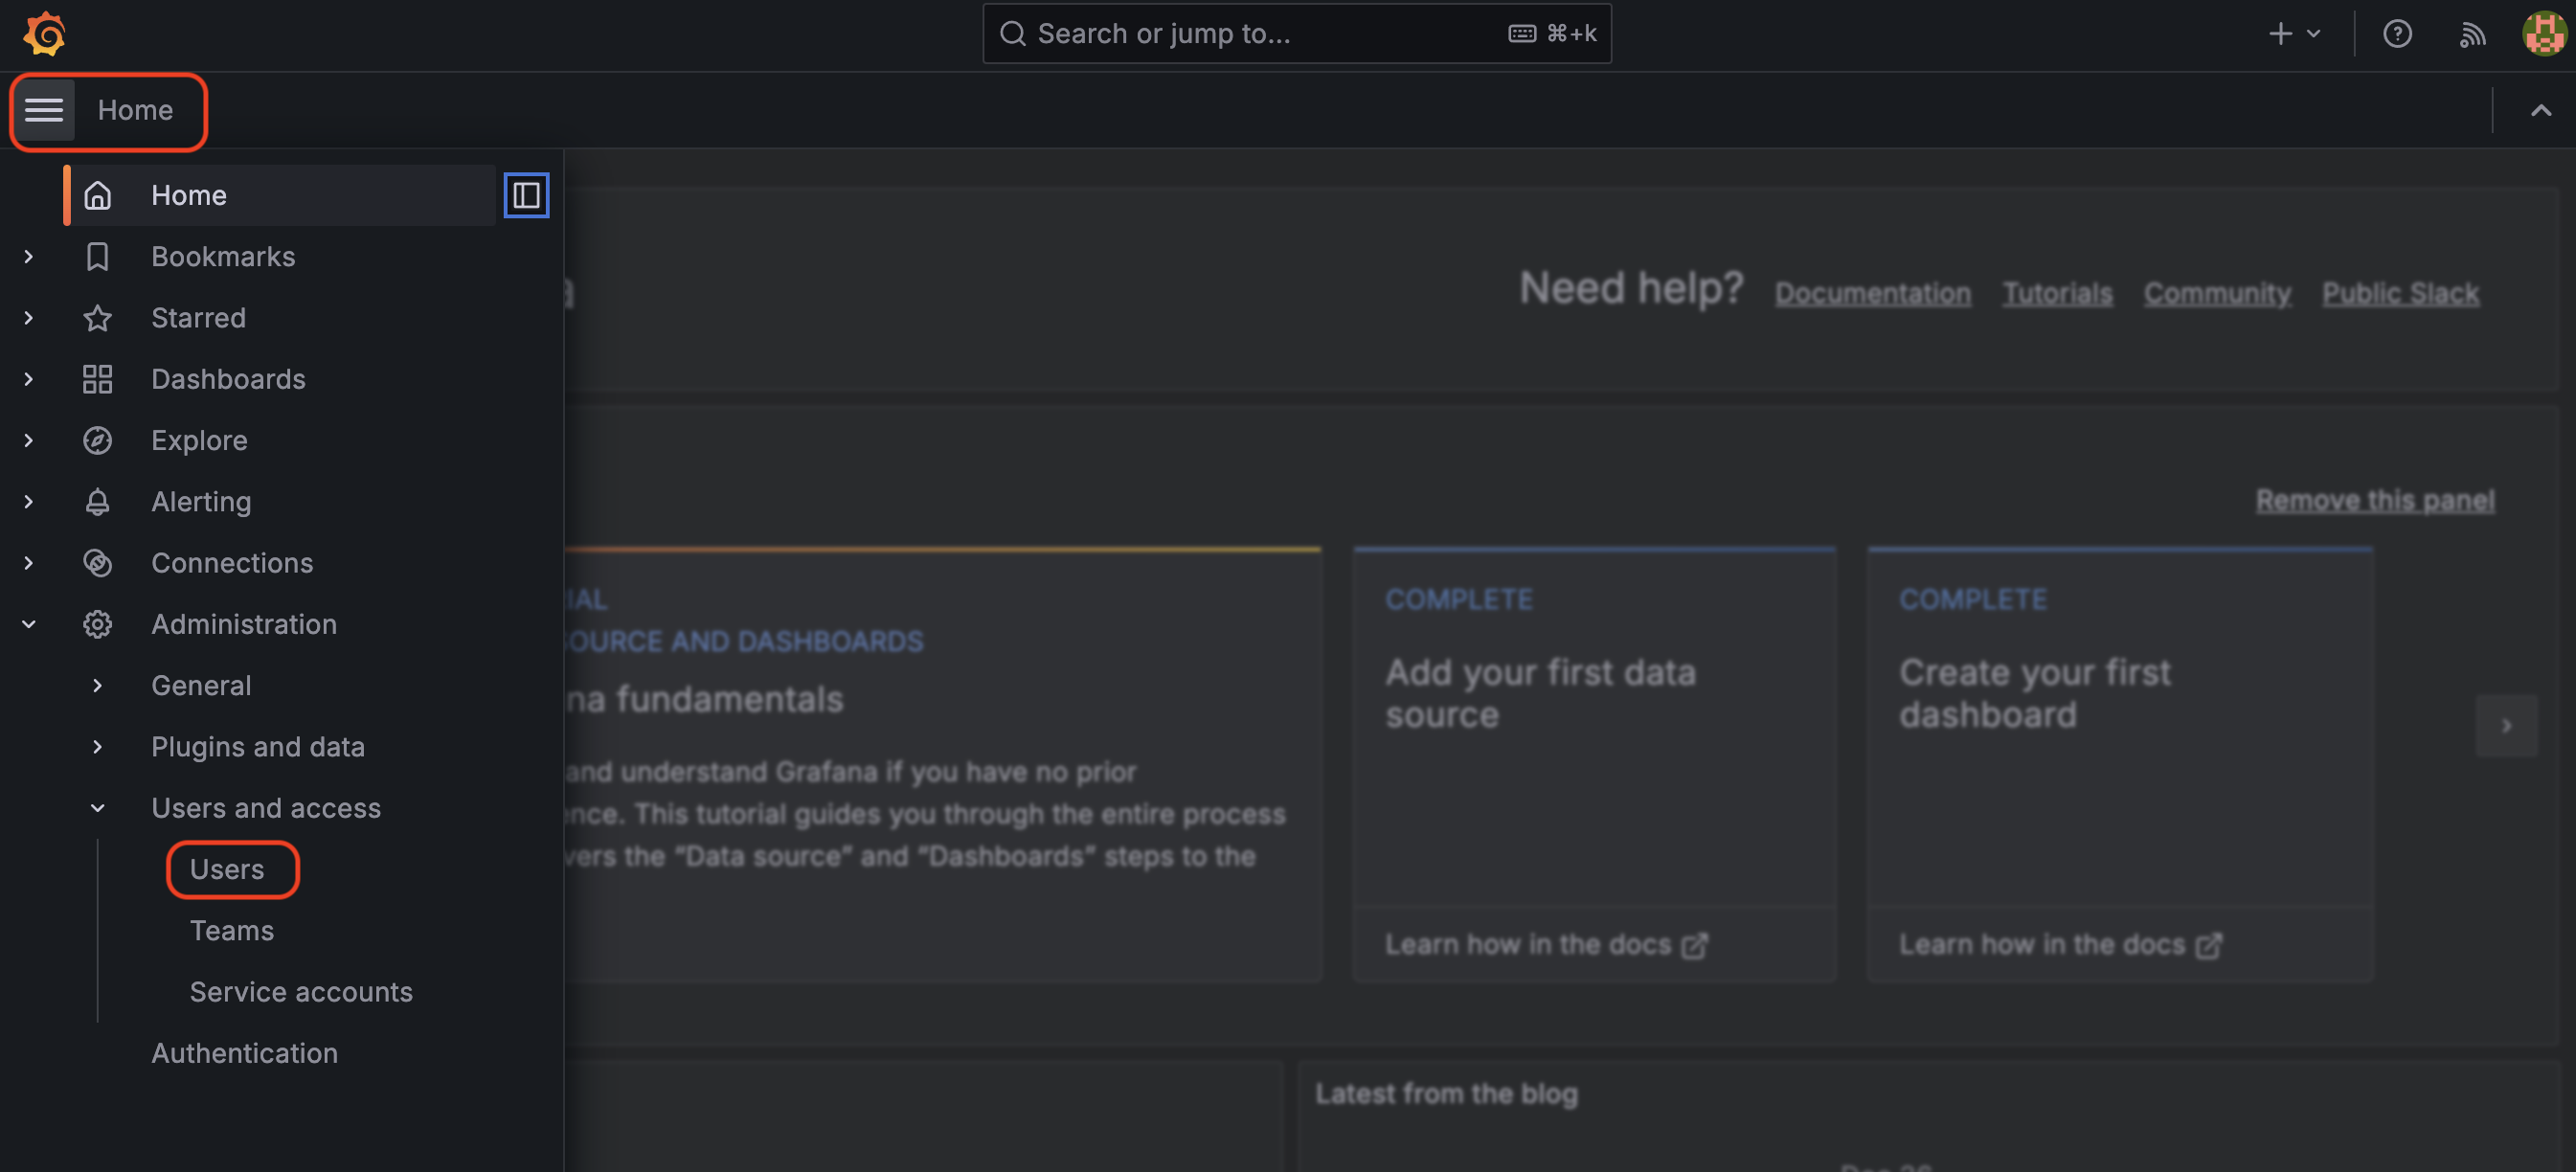 Search or jump to...
⌘+k
Home
Home
Bookmarks
Starred
Dashboards
Explore
Alerting
Connections
Administration
General
Plugins and data
Users and access
Users
Teams
Service accounts
Authentication
Need help?
Documentation
Tutorials
Community
Public Slack
Remove this panel
IAL
OURCE AND DASHBOARDS
na fundamentals
and understand Grafana if you have no prior
ence. This tutorial guides you through the entire process
vers the “Data source” and “Dashboards” steps to the
COMPLETE
Add your first data
source
Learn how in the docs
COMPLETE
Create your first
dashboard
Learn how in the docs
Latest from the blog